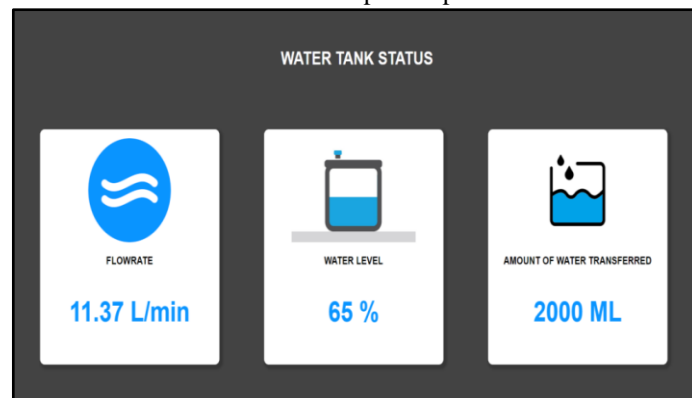 WATER TANK STATUS
FLOWRATE
11.37 L/min
WATER LEVEL
65 %
AMOUNT OF WATER TRANSFERRED
2000 ML